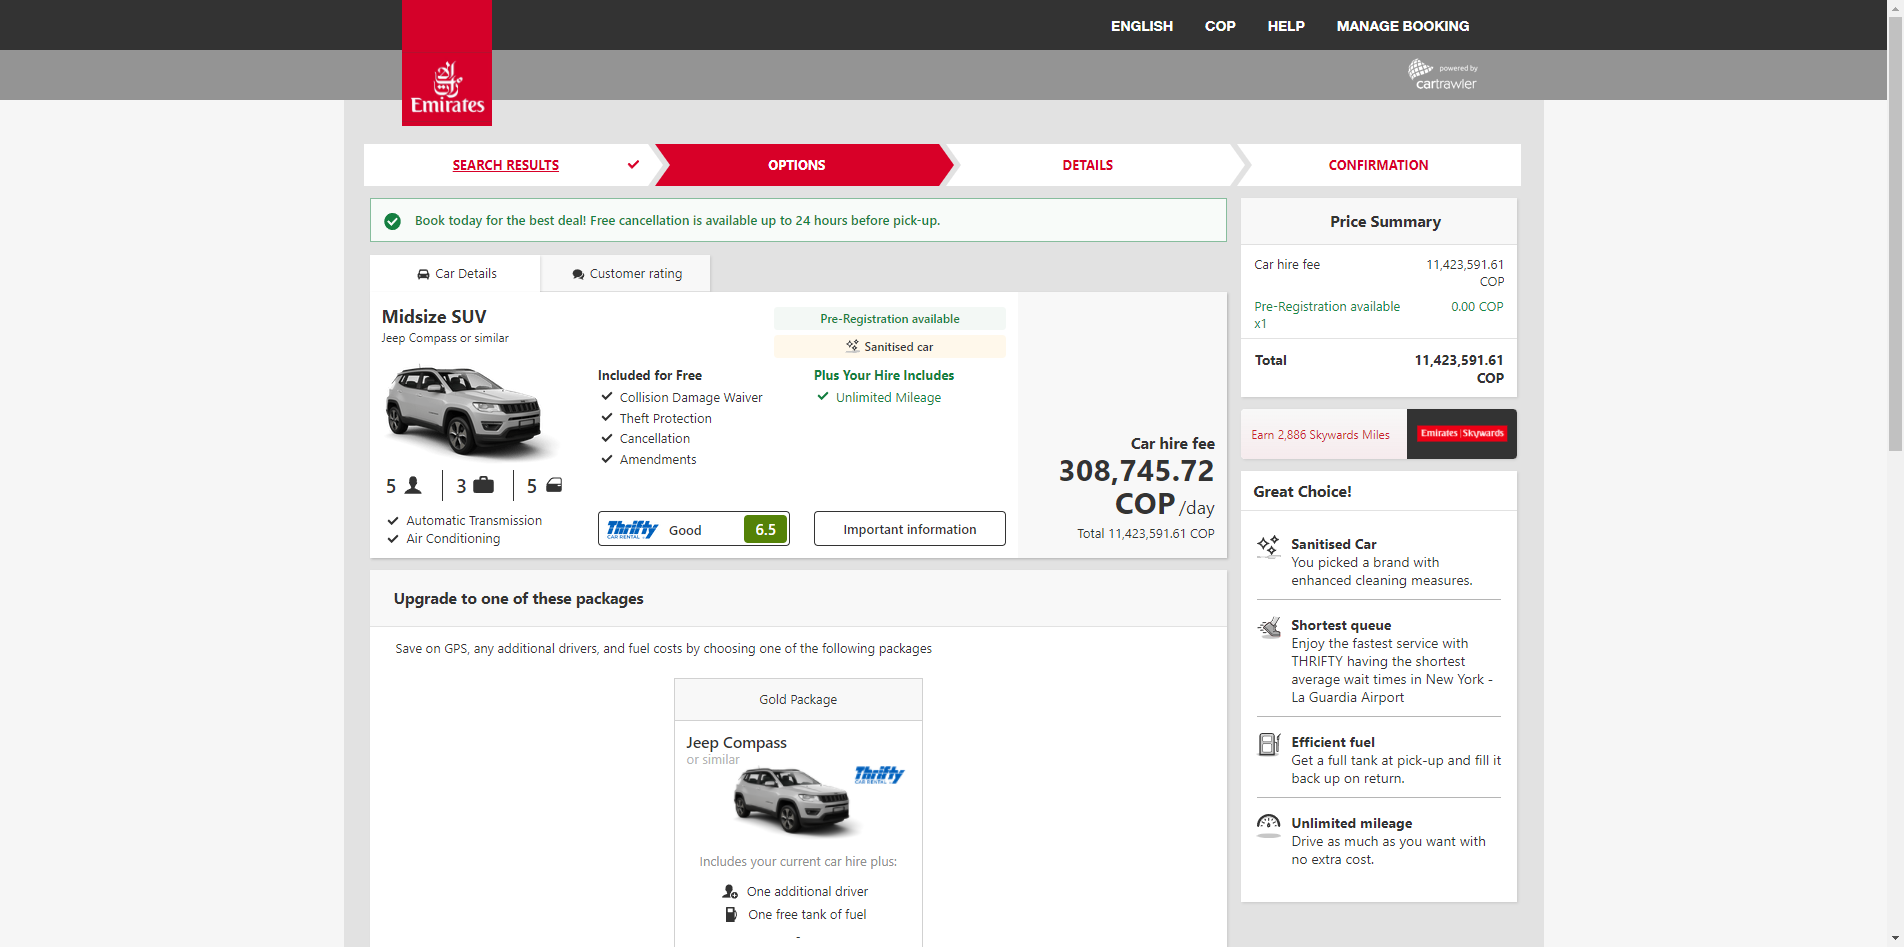 ENGLISH COP HELP MANAGE BOOKING
Emirates
powered by
cartrawler
SEARCH RESULTS
OPTIONS
DETAILS
CONFIRMATION
Book today for the best deal! Free cancellation is available up to 24 hours before pick-up.
Car Details
Customer rating
Midsize SUV
Jeep Compass or similar
5
3
5
Automatic Transmission
Air Conditioning
Pre-Registration available
Sanitised car
Included for Free
Collision Damage Waiver
Theft Protection
Cancellation
Amendments
Plus Your Hire Includes
Unlimited Mileage
Thrifty
CAR RENTAL
Good
6.5
Important information
Car hire fee
308,745.72
COP /day
Total 11,423,591.61 COP
Upgrade to one of these packages
Save on GPS, any additional drivers, and fuel costs by choosing one of the following packages
Gold Package
Jeep Compass
or similar
Thrifty
CAR RENTAL
Includes your current car hire plus:
One additional driver
One free tank of fuel
-
Price Summary
Car hire fee 11,423,591.61
COP
Pre-Registration available 0.00 COP
x1
Total 11,423,591.61
COP
Earn 2,886 Skywards Miles
Emirates | Skywards
Great Choice!
Sanitised Car
You picked a brand with
enhanced cleaning measures.
Shortest queue
Enjoy the fastest service with
THRIFTY having the shortest
average wait times in New York -
La Guardia Airport
Efficient fuel
Get a full tank at pick-up and fill it
back up on return.
Unlimited mileage
Drive as much as you want with
no extra cost.